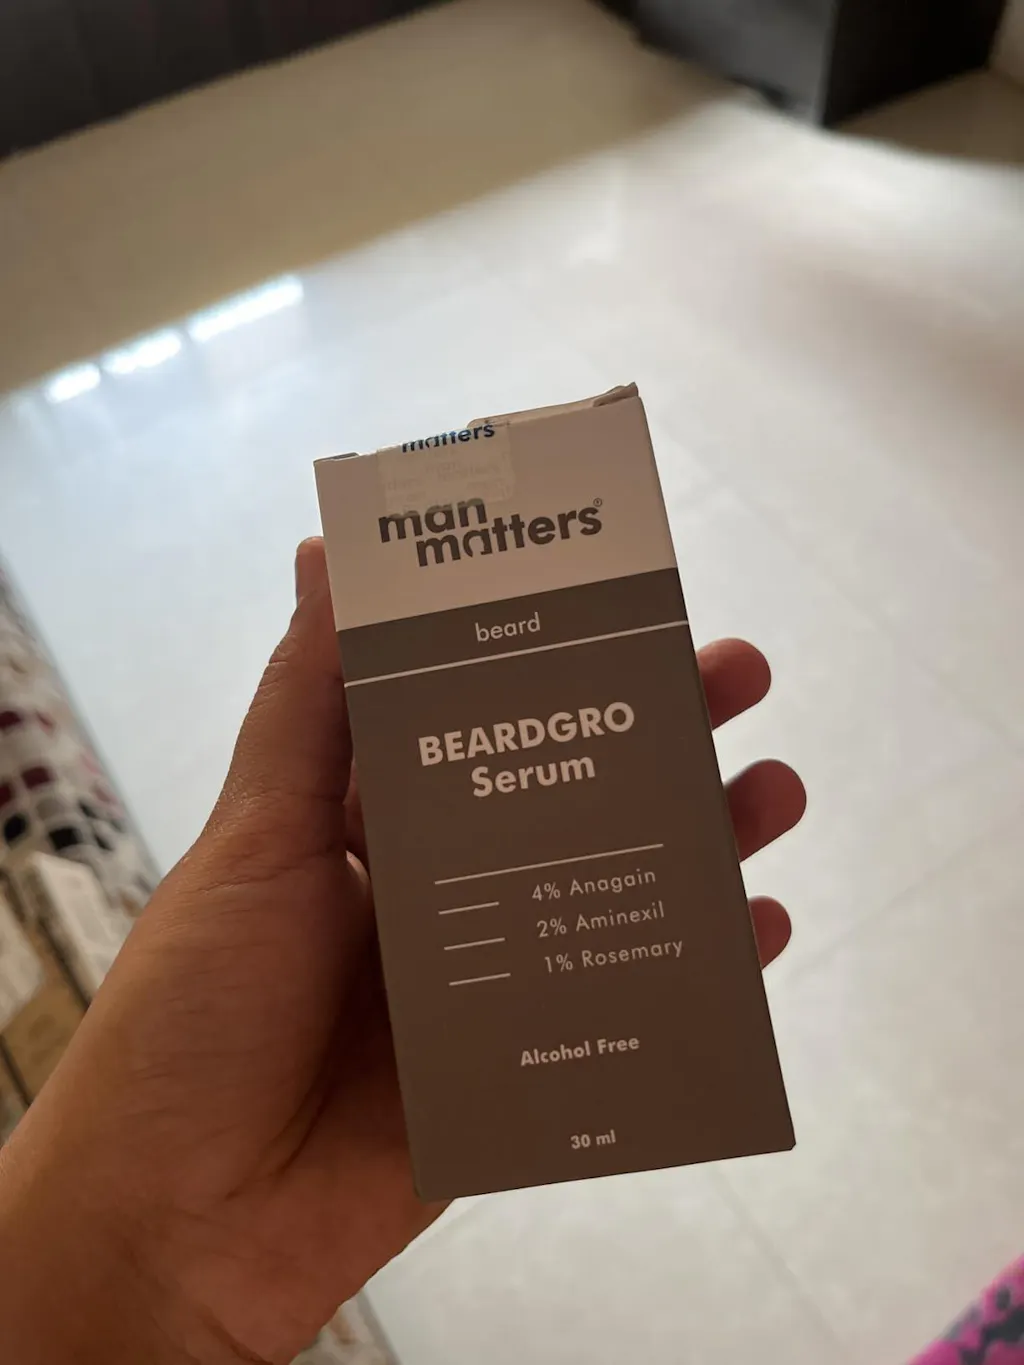 matters
man
matters®
beard
BEARDGRO
Serum
4% Anagain
2% Aminexil
1% Rosemary
Alcohol Free
30 ml